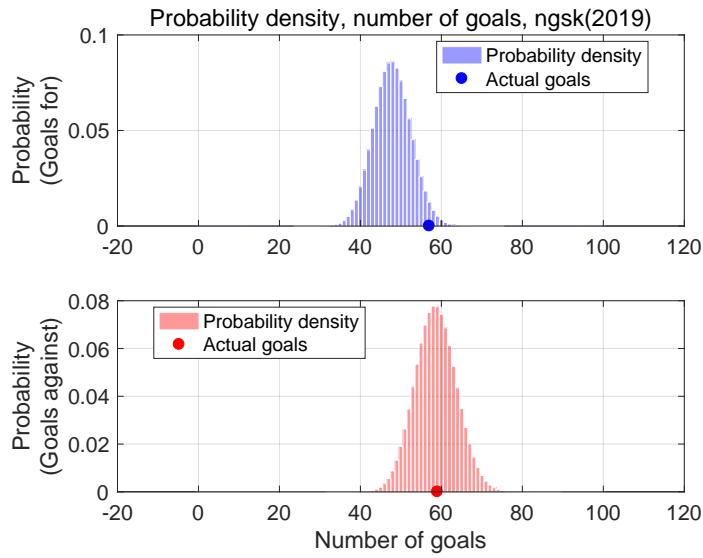 Probability density, number of goals, ngsk(2019)
Probability
(Goals for)
0.1
0.05
0
Probability density
Actual goals
-20 0 20 40 60 80 100 120
Probability
(Goals against)
0.08
0.06
0.04
0.02
0
Probability density
Actual goals
-20 0 20 40 60 80 100 120
Number of goals